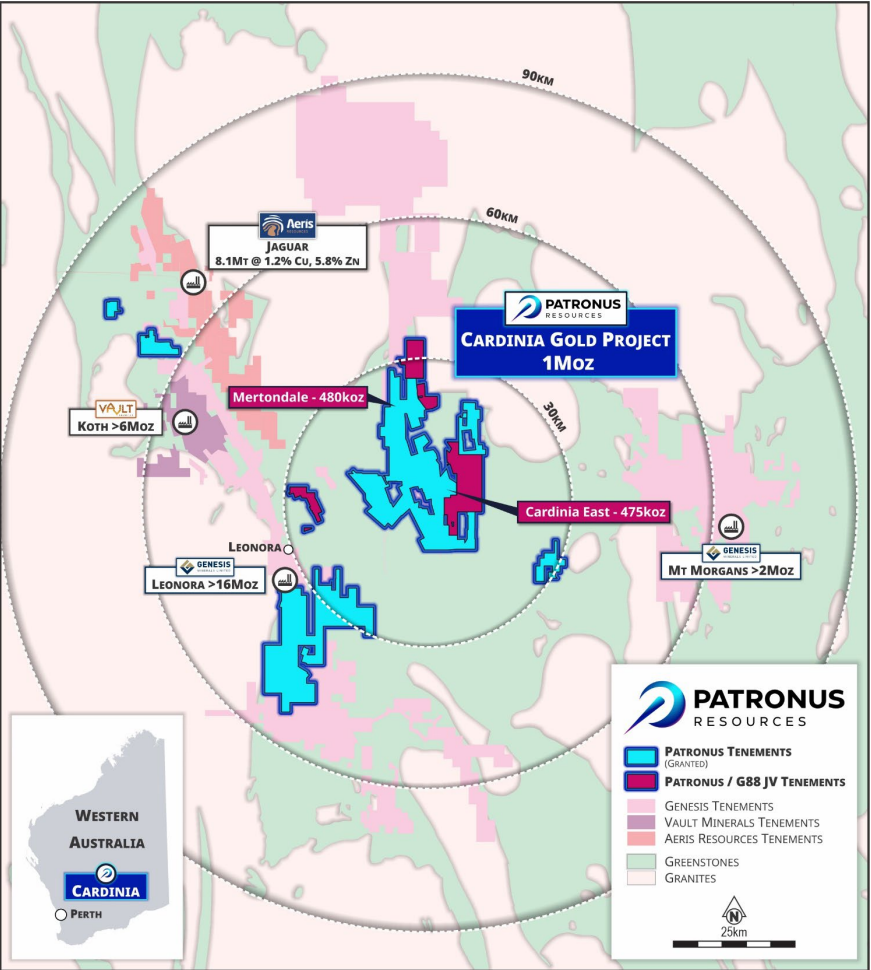 90KM
60KM
Aeris
RESOURCES
JAGUAR
8.1MT @ 1.2% CU, 5.8% ZN
PATRONUS
RESOURCES
CARDINIA GOLD PROJECT
1MOZ
30KM
Mertondale - 480koz
VAULT
KOTH >6MOZ
Cardinia East - 475koz
LEONORA
GENESIS
LEONORA >16MOZ
GENESIS
MT MORGANS >2MOZ
PATRONUS
RESOURCES
PATRONUS TENEMENTS
(GRANTED)
PATRONUS / G88 JV TENEMENTS
GENESIS TENEMENTS
VAULT MINERALS TENEMENTS
AERIS RESOURCES TENEMENTS
GREENSTONES
GRANITES
N
25km
WESTERN
AUSTRALIA
CARDINIA
PERTH